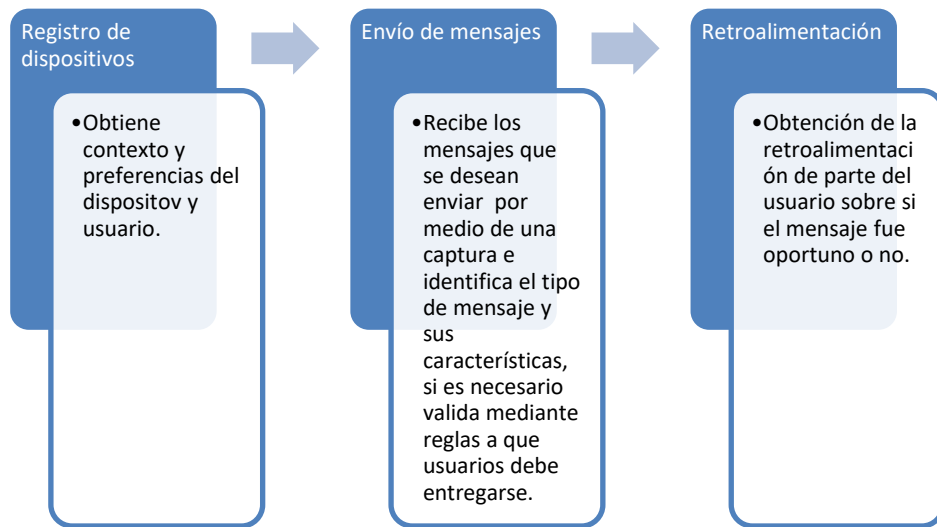 Registro de
dispositivos
•Obtiene
contexto y
preferencias del
dispositov y
usuario.
Envío de mensajes
•Recibe los
mensajes que
se desean
enviar por
medio de una
captura e
identifica el tipo
de mensaje y
sus
características,
si es necesario
valida mediante
reglas a que
usuarios debe
entregarse.
Retroalimentación
•Obtención de la
retroalimentaci
ón de parte del
usuario sobre si
el mensaje fue
oportuno o no.